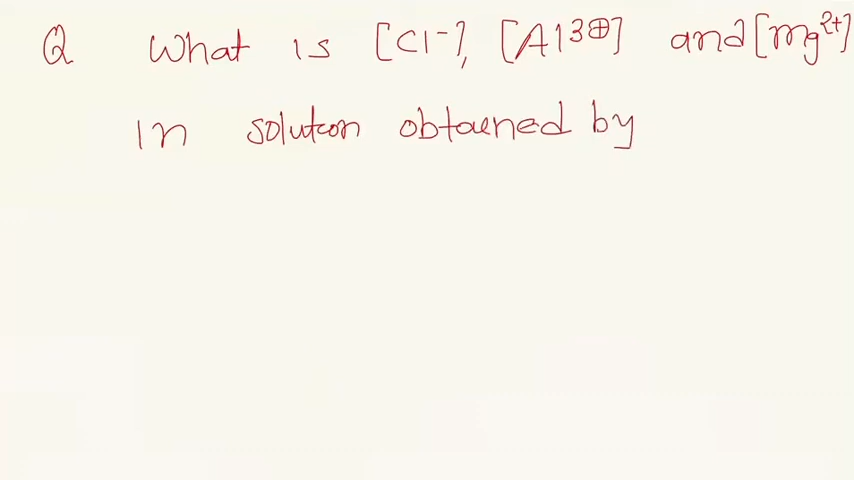 Q What is [Cl⁻], [Al3⊕] and [mg²⁺]
in solution obtained by